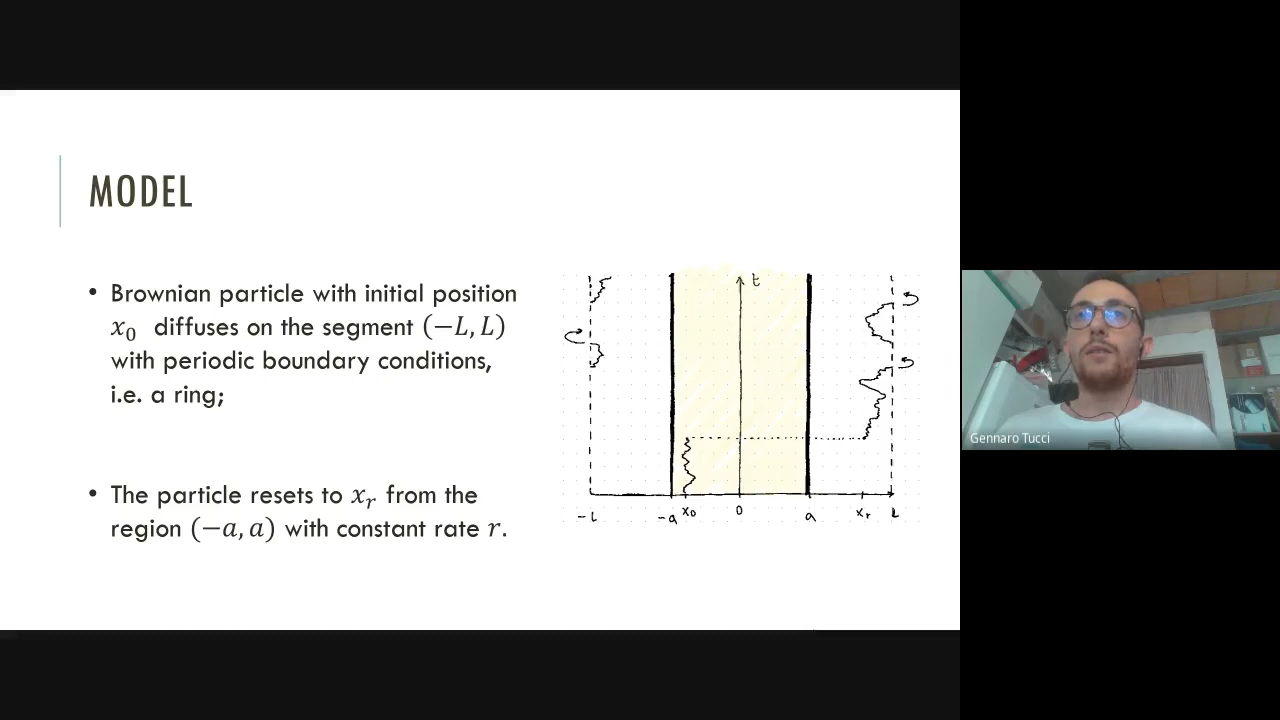 MODEL
• Brownian particle with initial position
x₀ diffuses on the segment (−L, L)
with periodic boundary conditions,
i.e. a ring;
• The particle resets to xᵣ from the
region (−a, a) with constant rate r.
t
-L -a x₀ 0 a xᵣ L
Gennaro Tucci